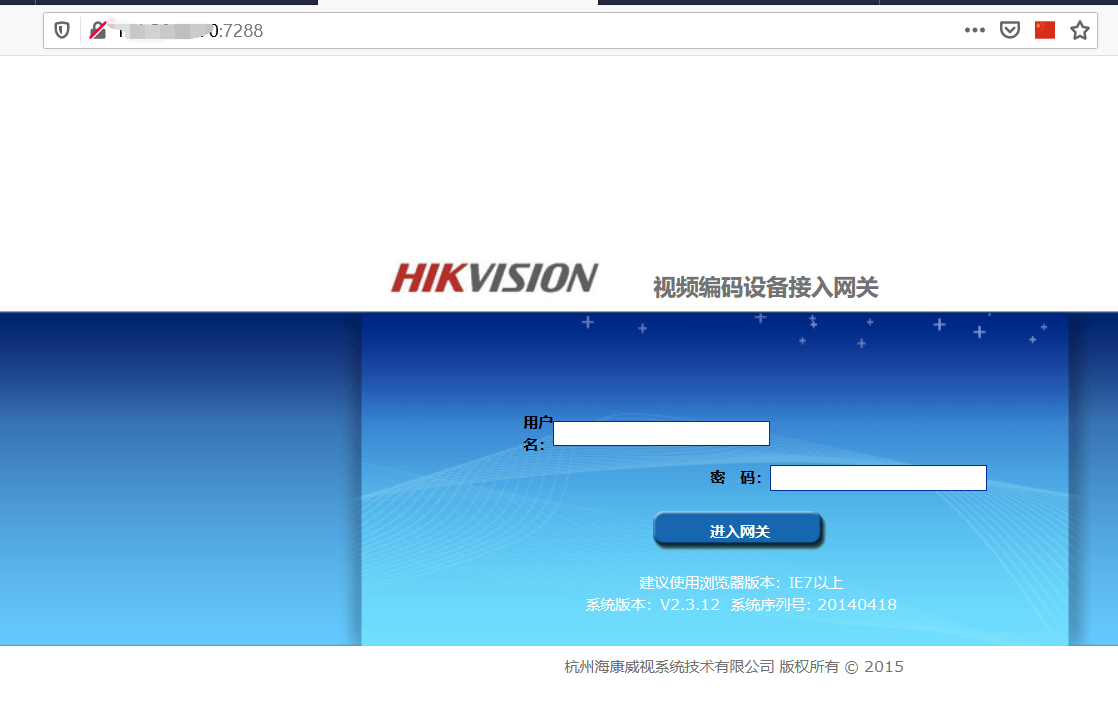 0:7288
HIKVISION 视频编码设备接入网关
用户
名：
密 码：
进入网关
建议使用浏览器版本：IE7以上
系统版本：V2.3.12 系统序列号：20140418
杭州海康威视系统技术有限公司 版权所有 © 2015